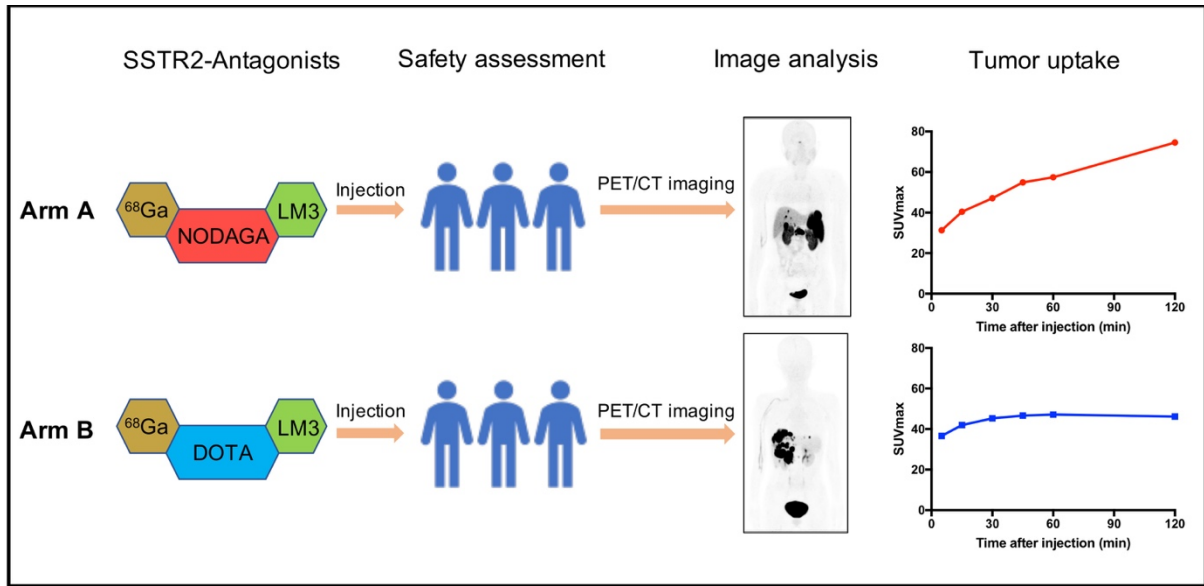 SSTR2-Antagonists Safety assessment Image analysis Tumor uptake
Arm A
⁶⁸Ga
NODAGA
LM3
Injection
PET/CT imaging
SUVmax
80
60
40
20
0
0 30 60 90 120
Time after injection (min)
Arm B
⁶⁸Ga
DOTA
LM3
Injection
PET/CT imaging
SUVmax
80
60
40
20
0
0 30 60 90 120
Time after injection (min)